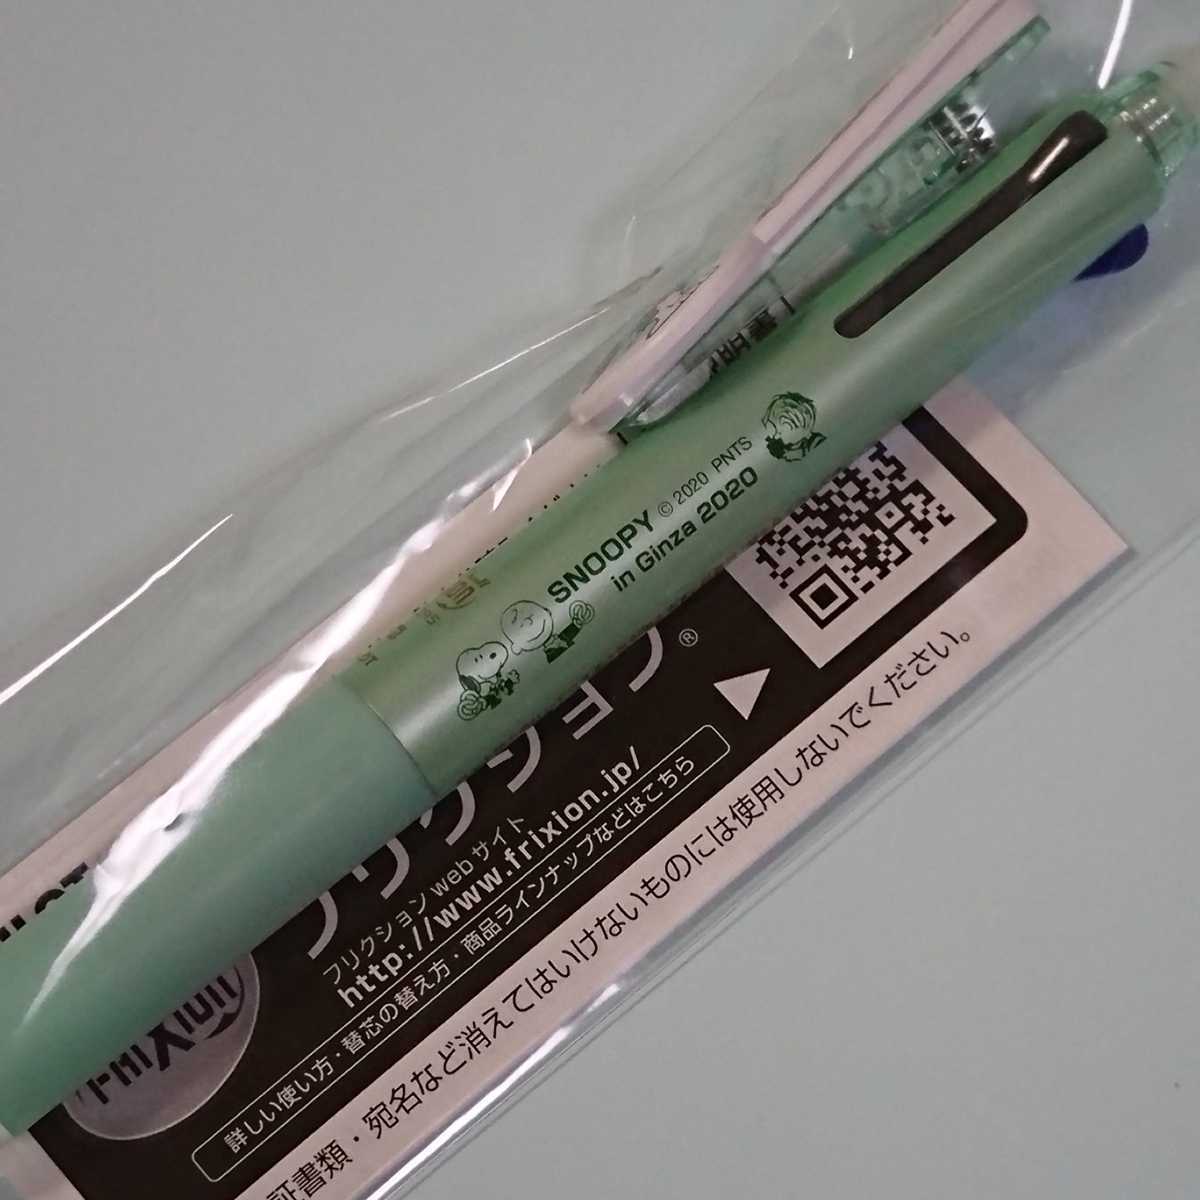 SNOOPY © 2020 PNTS
in Ginza 2020
フリクション®
フリクション webサイト
http://www.frixion.jp/
詳しい使い方・替芯の替え方・商品ラインナップなどはこちら
証書類・宛名など消えてはいけないものには使用しないでください。
FRIXION